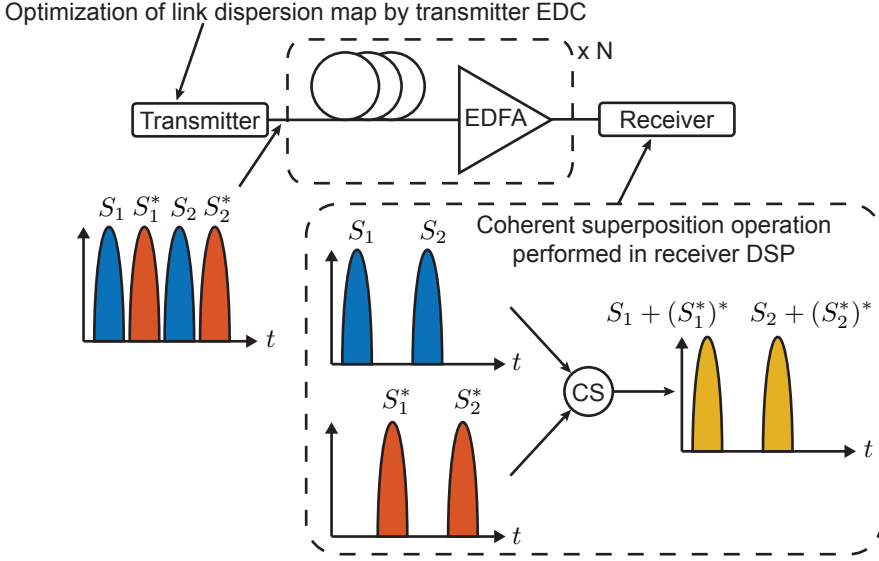 Optimization of link dispersion map by transmitter EDC
x N
Transmitter
EDFA
Receiver
S₁ S₁* S₂ S₂*
t
Coherent superposition operation
performed in receiver DSP
S₁ S₂
t
S₁* S₂*
t
CS
S₁ + (S₁*)* S₂ + (S₂*)*
t